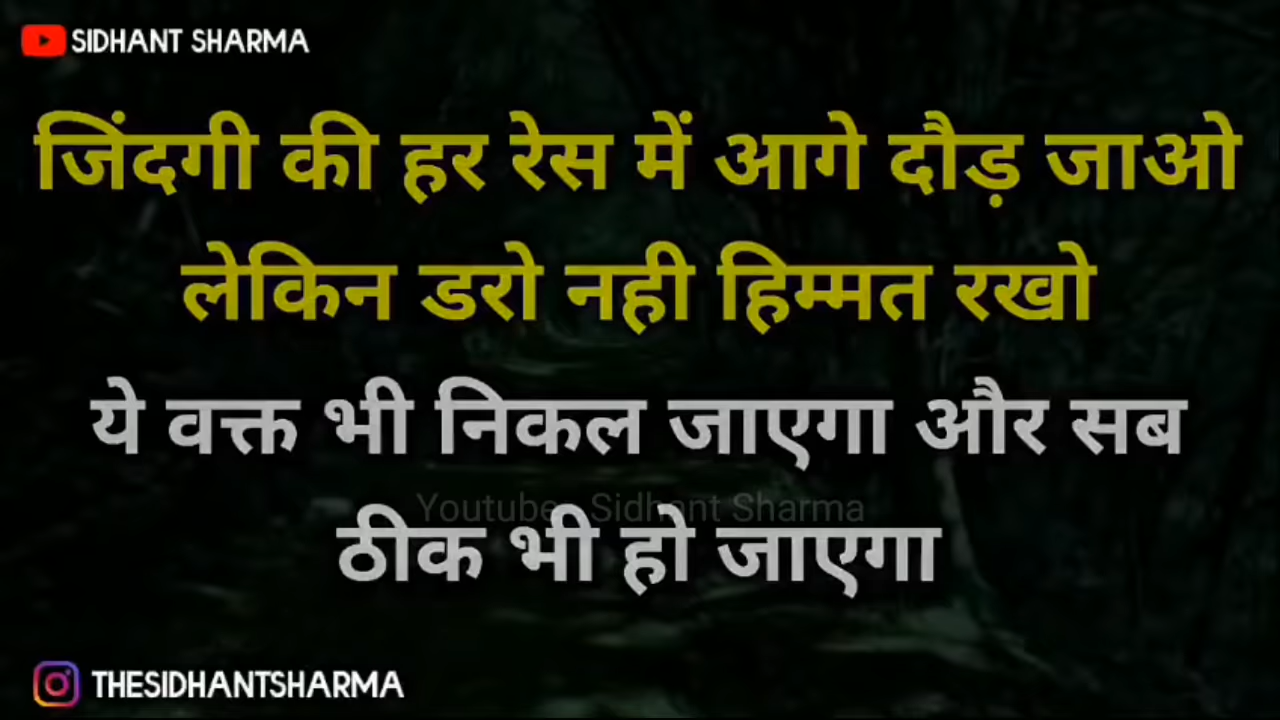 SIDHANT SHARMA
जिंदगी की हर रेस में आगे दौड़ जाओ
लेकिन डरो नही हिम्मत रखो
ये वक्त भी निकल जाएगा और सब
Youtube - Sidhant Sharma
ठीक भी हो जाएगा
THESIDHANTSHARMA